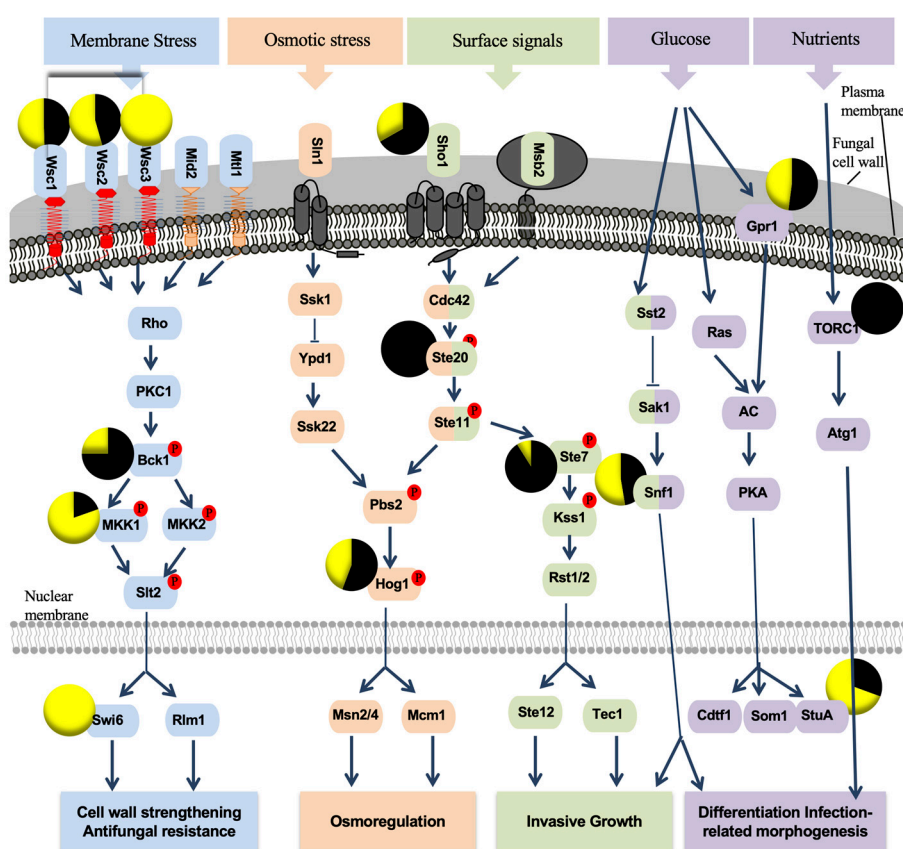 Membrane Stress
Osmotic stress
Surface signals
Glucose
Nutrients
Plasma
membrane
Fungal
cell wall
Wsc1
Wsc2
Wsc3
Mid2
Mtl1
Sln1
Sho1
Msb2
Gpr1
Rho
Ssk1
Cdc42
Sst2
Ras
TORC1
PKC1
Ypd1
Ste20
P
Sak1
AC
Atg1
Bck1
P
Ssk22
Ste11
P
Ste7
P
Snf1
PKA
MKK1
P
MKK2
P
Pbs2
P
Kss1
P
Slt2
P
Hog1
P
Rst1/2
Nuclear
membrane
Swi6
Rlm1
Msn2/4
Mcm1
Ste12
Tec1
Cdtf1
Som1
StuA
Cell wall strengthening
Antifungal resistance
Osmoregulation
Invasive Growth
Differentiation Infection-
related morphogenesis